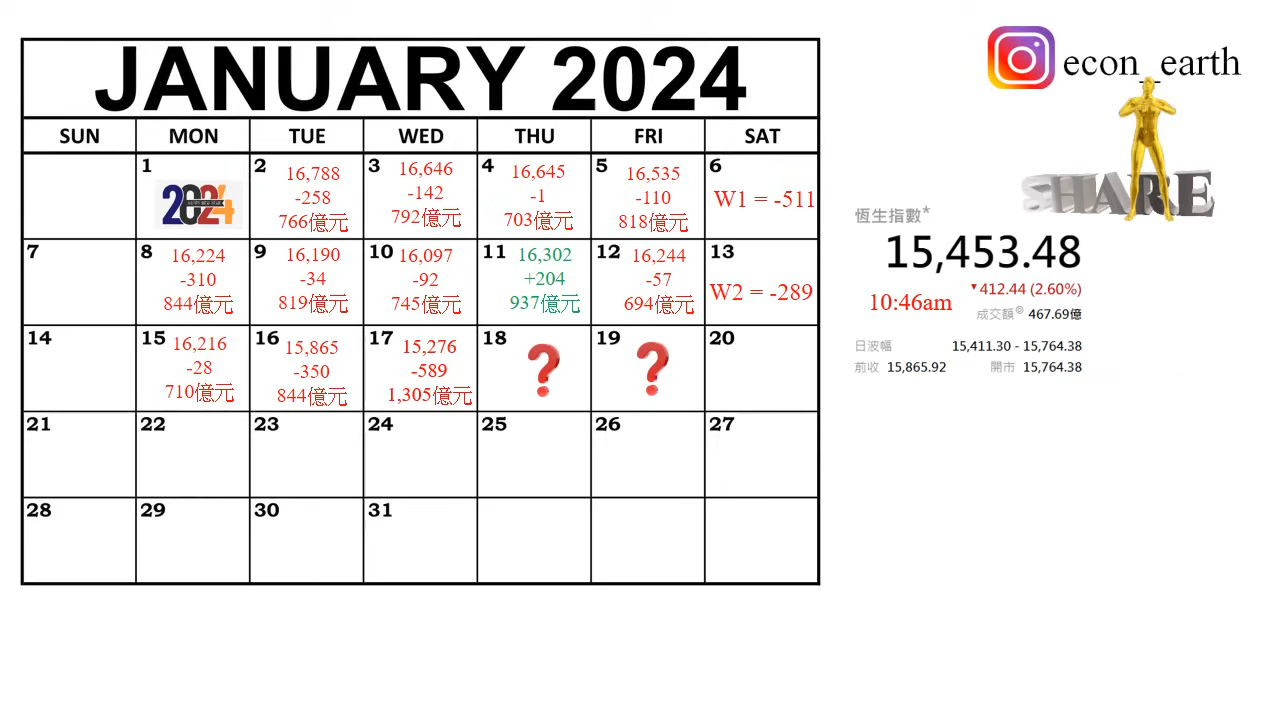 econ_earth
JANUARY 2024
SUN MON TUE WED THU FRI SAT
1 2 3 4 5 6
2024
16,788 16,646 16,645 16,535
-258 -142 -1 -110 W1 = -511
766億元 792億元 703億元 818億元
7 8 9 10 11 12 13
16,224 16,190 16,097 16,302 16,244
-310 -34 -92 +204 -57 W2 = -289
844億元 819億元 745億元 937億元 694億元
14 15 16 17 18 19 20
16,216 15,865 15,276
-28 -350 -589 ? ?
710億元 844億元 1,305億元
21 22 23 24 25 26 27
28 29 30 31
SHARE
恆生指數*
15,453.48
▼412.44 (2.60%)
10:46am
成交額 467.69億
日波幅 15,411.30 - 15,764.38
前收 15,865.92 開市 15,764.38